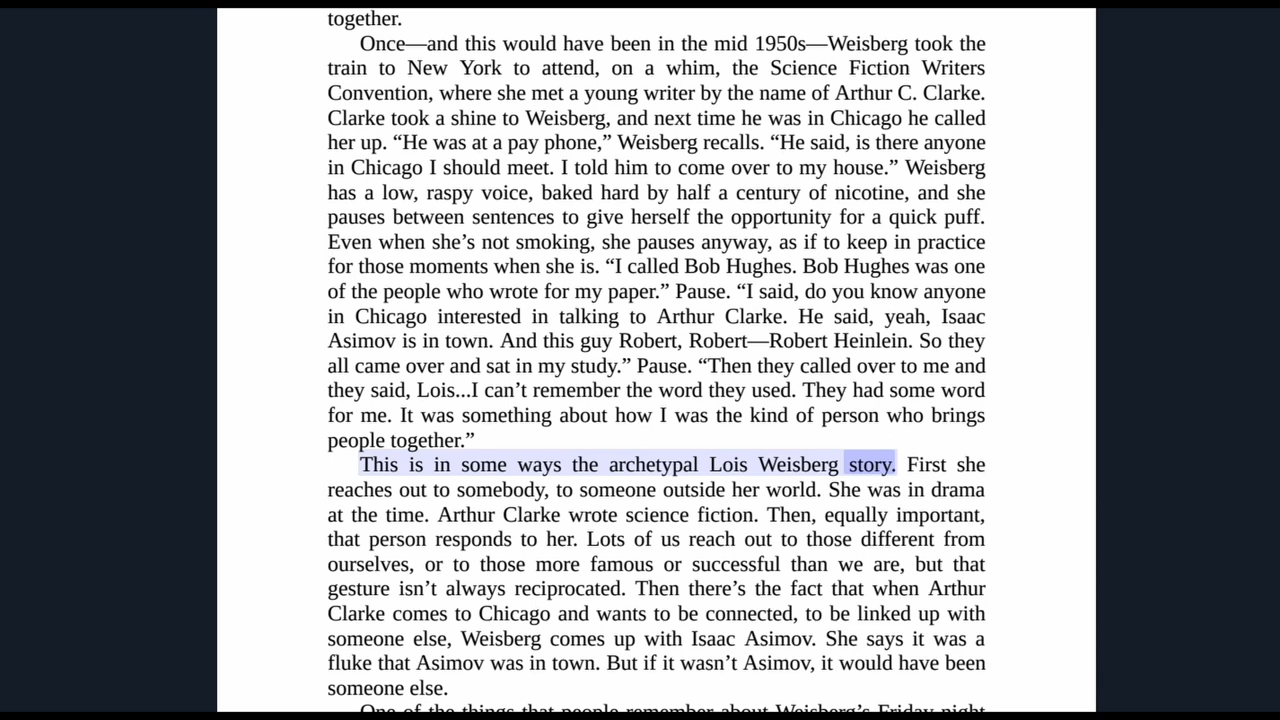 together.
Once—and this would have been in the mid 1950s—Weisberg took the
train to New York to attend, on a whim, the Science Fiction Writers
Convention, where she met a young writer by the name of Arthur C. Clarke.
Clarke took a shine to Weisberg, and next time he was in Chicago he called
her up. “He was at a pay phone,” Weisberg recalls. “He said, is there anyone
in Chicago I should meet. I told him to come over to my house.” Weisberg
has a low, raspy voice, baked hard by half a century of nicotine, and she
pauses between sentences to give herself the opportunity for a quick puff.
Even when she’s not smoking, she pauses anyway, as if to keep in practice
for those moments when she is. “I called Bob Hughes. Bob Hughes was one
of the people who wrote for my paper.” Pause. “I said, do you know anyone
in Chicago interested in talking to Arthur Clarke. He said, yeah, Isaac
Asimov is in town. And this guy Robert, Robert—Robert Heinlein. So they
all came over and sat in my study.” Pause. “Then they called over to me and
they said, Lois...I can’t remember the word they used. They had some word
for me. It was something about how I was the kind of person who brings
people together.”
This is in some ways the archetypal Lois Weisberg story. First she
reaches out to somebody, to someone outside her world. She was in drama
at the time. Arthur Clarke wrote science fiction. Then, equally important,
that person responds to her. Lots of us reach out to those different from
ourselves, or to those more famous or successful than we are, but that
gesture isn’t always reciprocated. Then there’s the fact that when Arthur
Clarke comes to Chicago and wants to be connected, to be linked up with
someone else, Weisberg comes up with Isaac Asimov. She says it was a
fluke that Asimov was in town. But if it wasn’t Asimov, it would have been
someone else.
One of the things that people remember about Weisberg’s Friday night